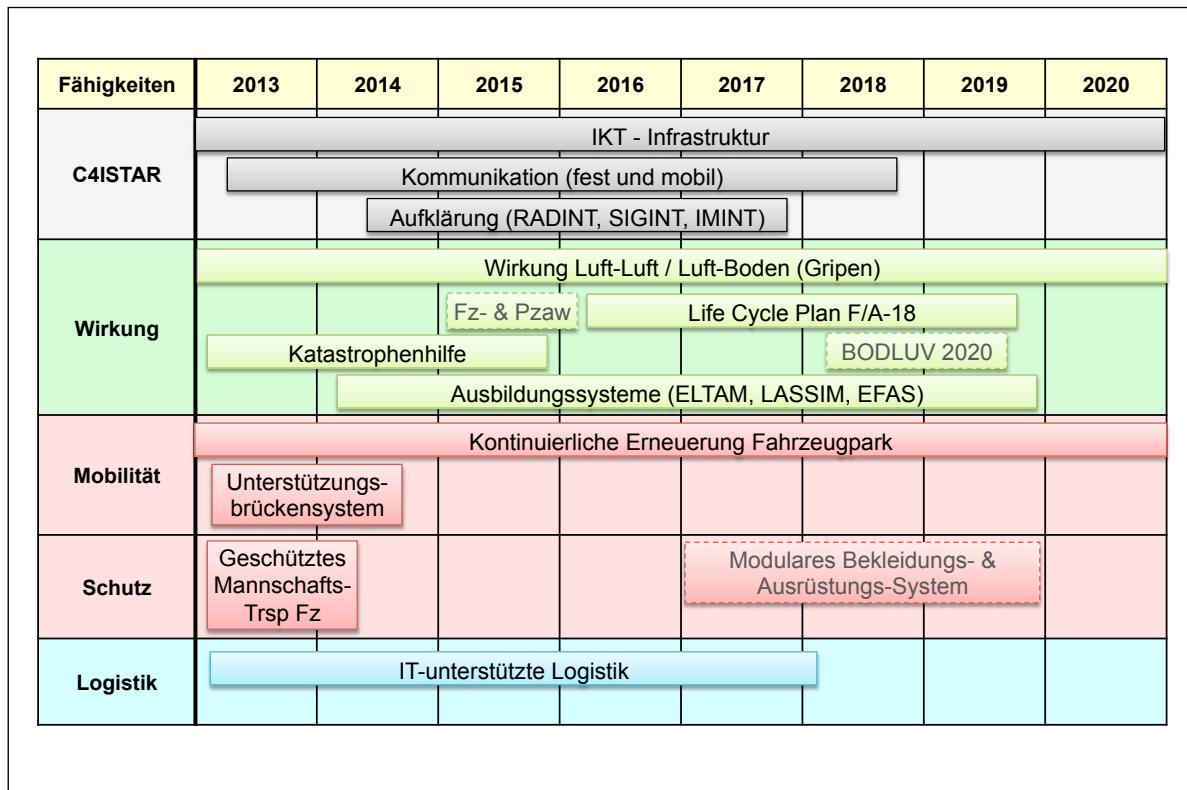 Fähigkeiten 2013 2014 2015 2016 2017 2018 2019 2020
C4ISTAR
IKT - Infrastruktur
Kommunikation (fest und mobil)
Aufklärung (RADINT, SIGINT, IMINT)
Wirkung
Wirkung Luft-Luft / Luft-Boden (Gripen)
Fz- & Pzaw
Life Cycle Plan F/A-18
Katastrophenhilfe
BODLUV 2020
Ausbildungssysteme (ELTAM, LASSIM, EFAS)
Mobilität
Kontinuierliche Erneuerung Fahrzeugpark
Unterstützungs-
brückensystem
Schutz
Geschütztes
Mannschafts-
Trsp Fz
Modulares Bekleidungs- &
Ausrüstungs-System
Logistik
IT-unterstützte Logistik